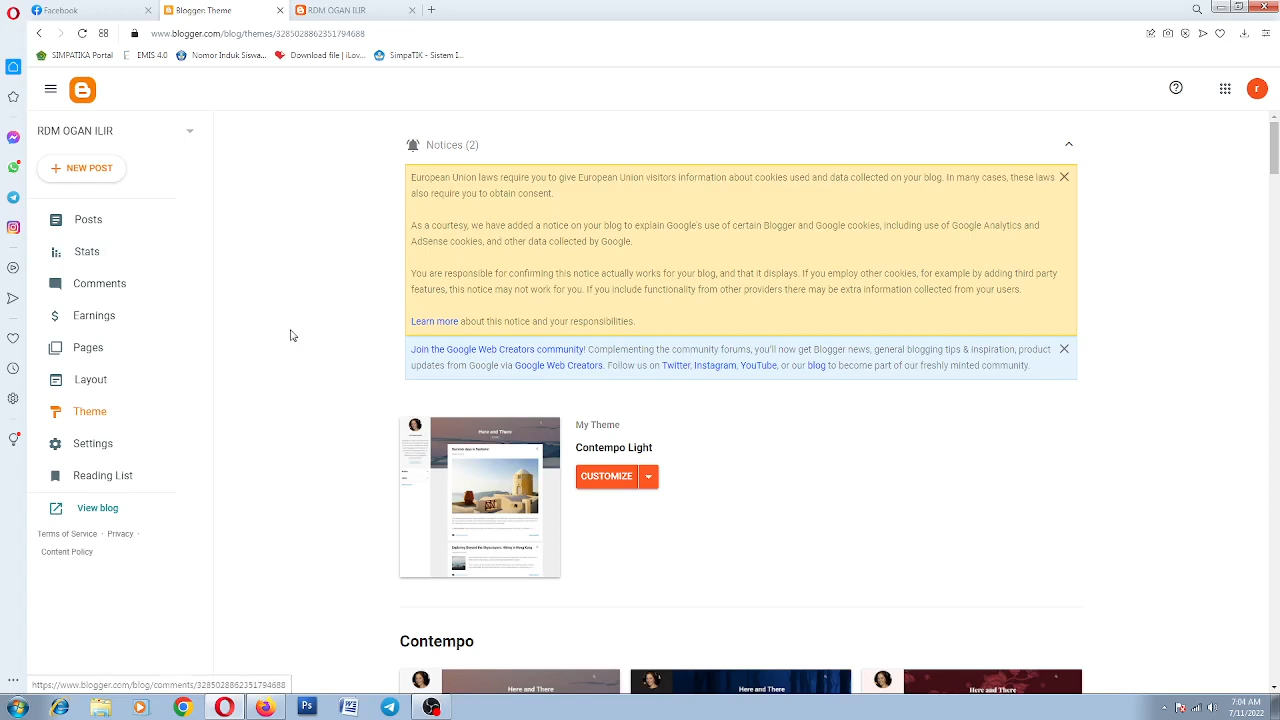 Facebook
Blogger: Theme
RDM OGAN ILIR
www.blogger.com/blog/themes/3285028862351794688
SIMPATIKA Portal
EMIS 4.0
Nomor Induk Siswa...
Download file | iLov...
SimpaTIK - Sistem I...
r
RDM OGAN ILIR
NEW POST
Posts
Stats
Comments
Earnings
Pages
Layout
Theme
Settings
Reading List
View blog
Terms of Service · Privacy ·
Content Policy
Notices (2)
European Union laws require you to give European Union visitors information about cookies used and data collected on your blog. In many cases, these laws
also require you to obtain consent.
As a courtesy, we have added a notice on your blog to explain Google's use of certain Blogger and Google cookies, including use of Google Analytics and
AdSense cookies, and other data collected by Google.
You are responsible for confirming this notice actually works for your blog, and that it displays. If you employ other cookies, for example by adding third party
features, this notice may not work for you. If you include functionality from other providers there may be extra information collected from your users.
Learn more about this notice and your responsibilities.
Join the Google Web Creators community! Complementing the community forums, you'll now get Blogger news, general blogging tips & inspiration, product
updates from Google via Google Web Creators. Follow us on Twitter, Instagram, YouTube, or our blog to become part of our freshly minted community.
Here and There
My Theme
Contempo Light
CUSTOMIZE
Contempo
Here and There
Here and There
Here and There
https://www.blogger.com/blog/comments/3285028862351794688
7:04 AM
7/11/2022